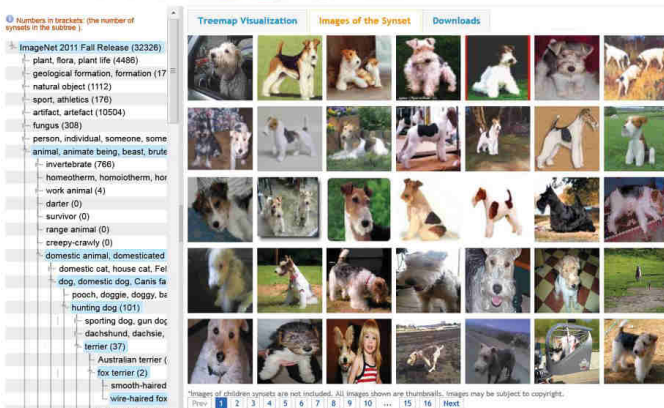 Numbers in brackets: (the number of
synsets in the subtree ).
ImageNet 2011 Fall Release (32326)
plant, flora, plant life (4486)
geological formation, formation (17
natural object (1112)
sport, athletics (176)
artifact, artefact (10504)
fungus (308)
person, individual, someone, some
animal, animate being, beast, brute
invertebrate (766)
homeotherm, homoiotherm, hor
work animal (4)
darter (0)
survivor (0)
range animal (0)
creepy-crawly (0)
domestic animal, domesticated
domestic cat, house cat, Fel
dog, domestic dog, Canis fa
pooch, doggie, doggy, ba
hunting dog (101)
sporting dog, gun dog
dachshund, dachsie,
terrier (37)
Australian terrier (
fox terrier (2)
smooth-haired
wire-haired fox
Treemap Visualization Images of the Synset Downloads
*Images of children synsets are not included. All images shown are thumbnails. Images may be subject to copyright.
Prev 1 2 3 4 5 6 7 8 9 10 ... 15 16 Next